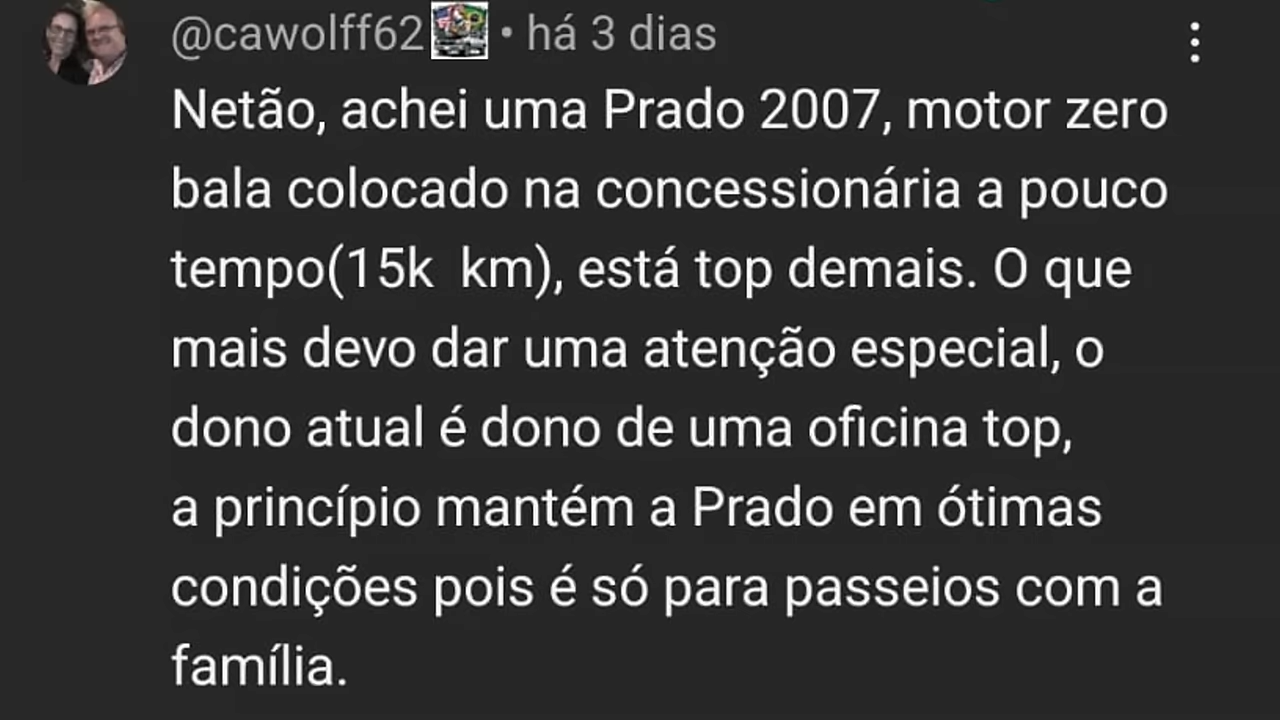 @cawolff62 • há 3 dias
Netão, achei uma Prado 2007, motor zero
bala colocado na concessionária a pouco
tempo(15k  km), está top demais. O que
mais devo dar uma atenção especial, o
dono atual é dono de uma oficina top,
a princípio mantém a Prado em ótimas
condições pois é só para passeios com a
família.